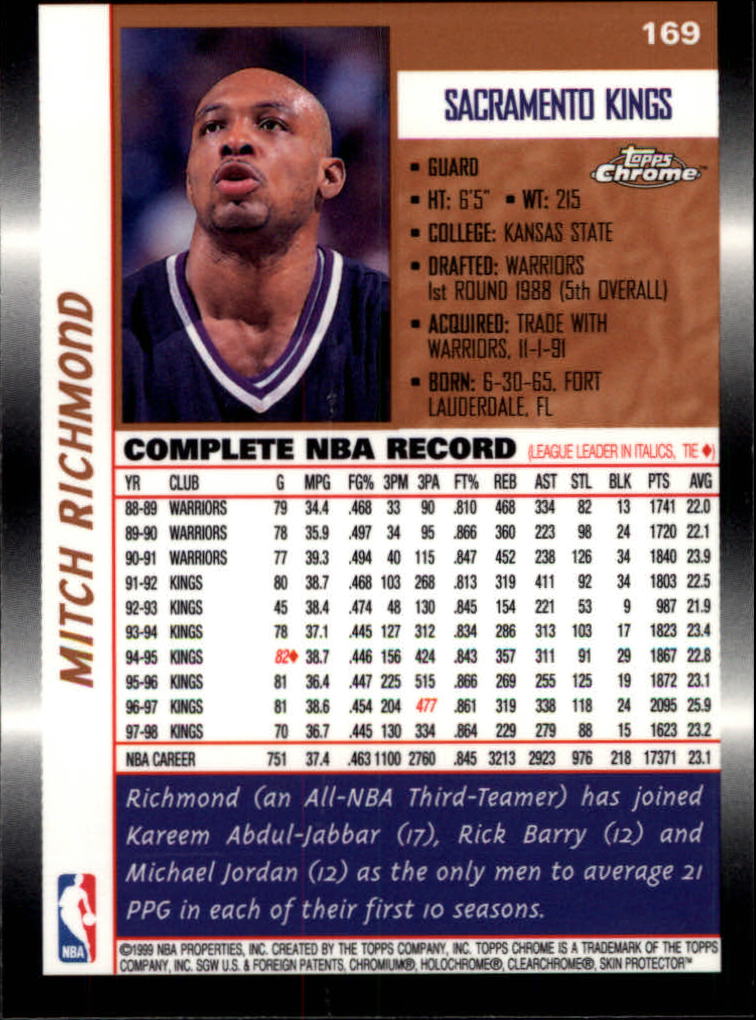 169
SACRAMENTO KINGS
Topps Chrome™
▪ GUARD
▪ HT: 6'5" ▪ WT: 215
▪ COLLEGE: KANSAS STATE
▪ DRAFTED: WARRIORS
1st ROUND 1988 (5th OVERALL)
▪ ACQUIRED: TRADE WITH
WARRIORS, 11-1-91
▪ BORN: 6-30-65, FORT
LAUDERDALE, FL
MITCH RICHMOND
COMPLETE NBA RECORD (LEAGUE LEADER IN ITALICS, TIE ♦)
YR CLUB G MPG FG% 3PM 3PA FT% REB AST STL BLK PTS AVG
88-89 WARRIORS 79 34.4 .468 33 90 .810 468 334 82 13 1741 22.0
89-90 WARRIORS 78 35.9 .497 34 95 .866 360 223 98 24 1720 22.1
90-91 WARRIORS 77 39.3 .494 40 115 .847 452 238 126 34 1840 23.9
91-92 KINGS 80 38.7 .468 103 268 .813 319 411 92 34 1803 22.5
92-93 KINGS 45 38.4 .474 48 130 .845 154 221 53 9 987 21.9
93-94 KINGS 78 37.1 .445 127 312 .834 286 313 103 17 1823 23.4
94-95 KINGS 82♦ 38.7 .446 156 424 .843 357 311 91 29 1867 22.8
95-96 KINGS 81 36.4 .447 225 515 .866 269 255 125 19 1872 23.1
96-97 KINGS 81 38.6 .454 204 477 .861 319 338 118 24 2095 25.9
97-98 KINGS 70 36.7 .445 130 334 .864 229 279 88 15 1623 23.2
NBA CAREER 751 37.4 .463 1100 2760 .845 3213 2923 976 218 17371 23.1
Richmond (an All-NBA Third-Teamer) has joined
Kareem Abdul-Jabbar (17), Rick Barry (12) and
Michael Jordan (12) as the only men to average 21
PPG in each of their first 10 seasons.
NBA
©1999 NBA PROPERTIES, INC. CREATED BY THE TOPPS COMPANY, INC. TOPPS CHROME IS A TRADEMARK OF THE TOPPS
COMPANY, INC. SGW U.S. & FOREIGN PATENTS, CHROMIUM®, HOLOCHROME®, CLEARCHROME®, SKIN PROTECTOR™